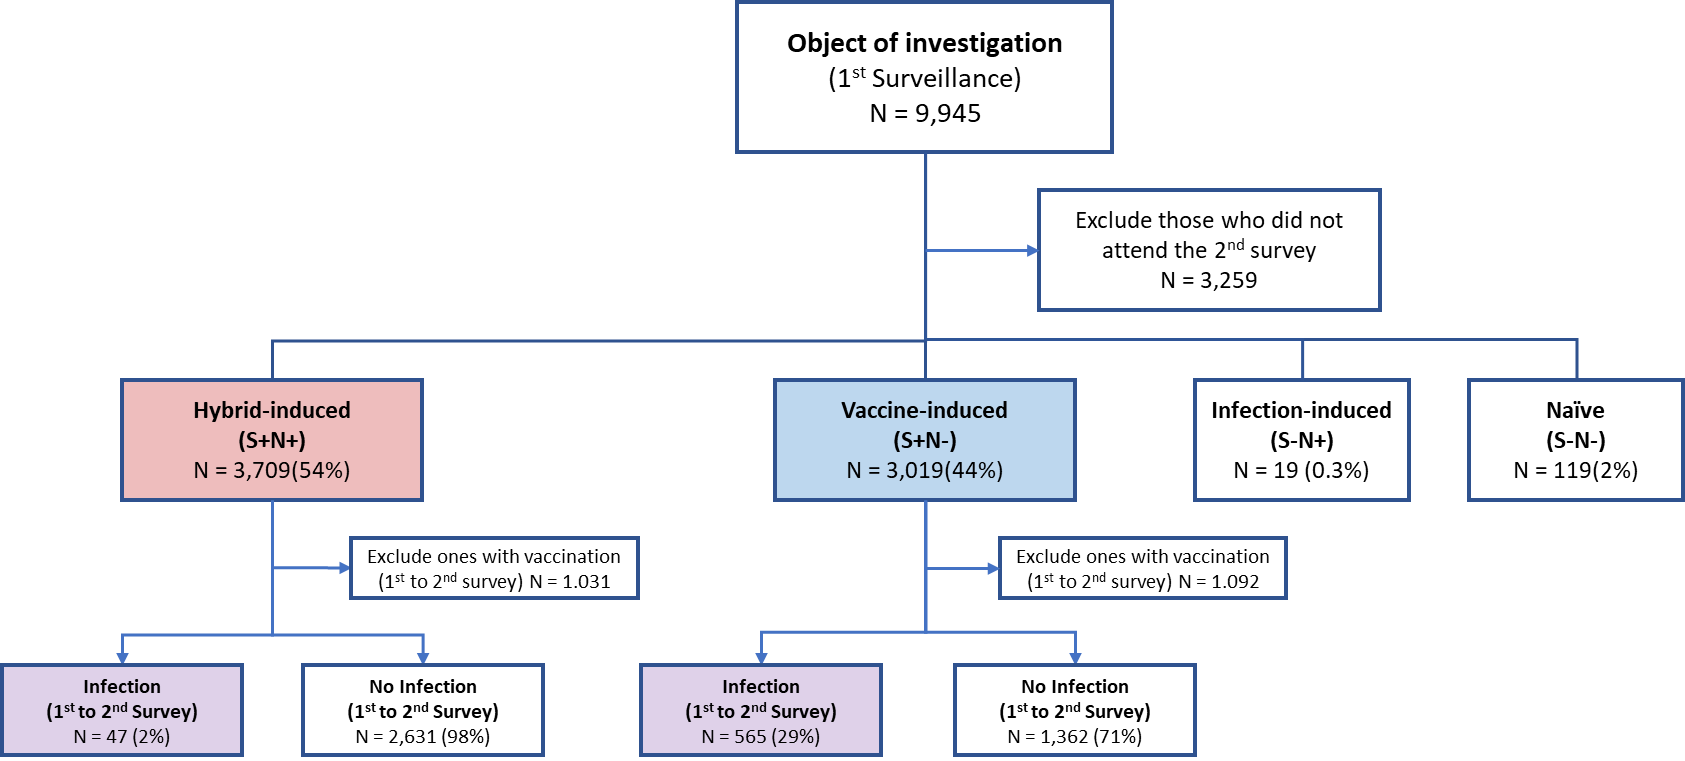 Object of investigation
(1st Surveillance)
N = 9,945
Exclude those who did not
attend the 2nd survey
N = 3,259
Hybrid-induced
(S+N+)
N = 3,709(54%)
Vaccine-induced
(S+N-)
N = 3,019(44%)
Infection-induced
(S-N+)
N = 19 (0.3%)
Naïve
(S-N-)
N = 119(2%)
Exclude ones with vaccination
(1st to 2nd survey) N = 1.031
Exclude ones with vaccination
(1st to 2nd survey) N = 1.092
Infection
(1st to 2nd Survey)
N = 47 (2%)
No Infection
(1st to 2nd Survey)
N = 2,631 (98%)
Infection
(1st to 2nd Survey)
N = 565 (29%)
No Infection
(1st to 2nd Survey)
N = 1,362 (71%)